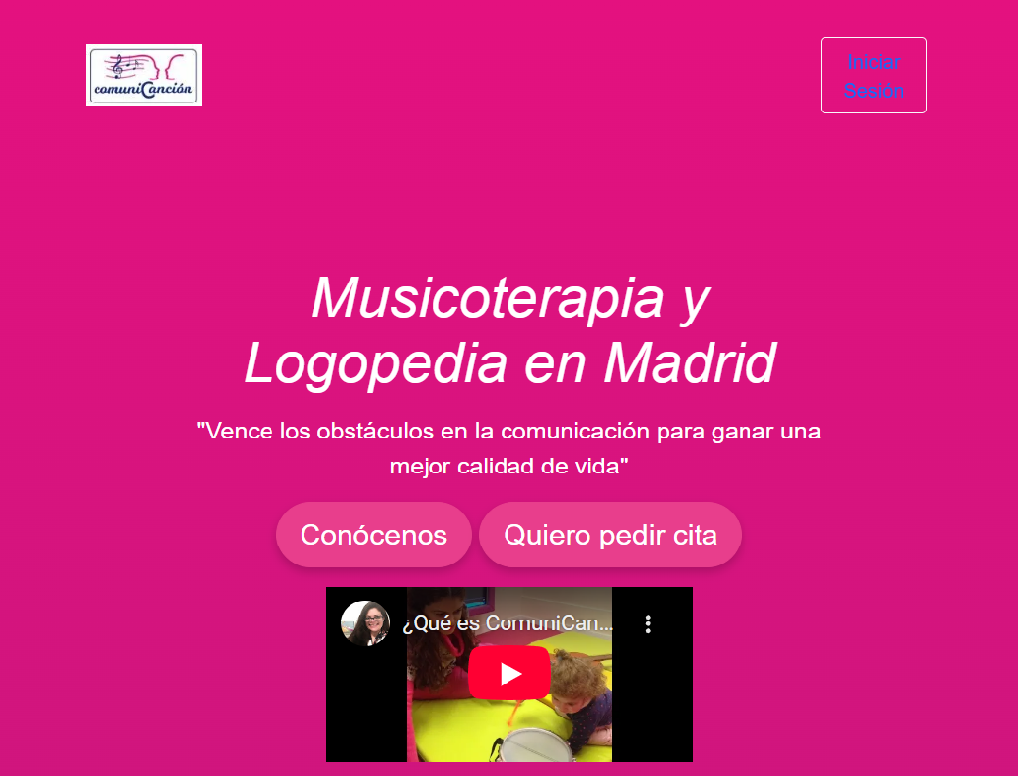 comuniCanción
Iniciar
Sesión
Musicoterapia y
Logopedia en Madrid
"Vence los obstáculos en la comunicación para ganar una
mejor calidad de vida"
Conócenos
Quiero pedir cita
¿Qué es ComuniCan...